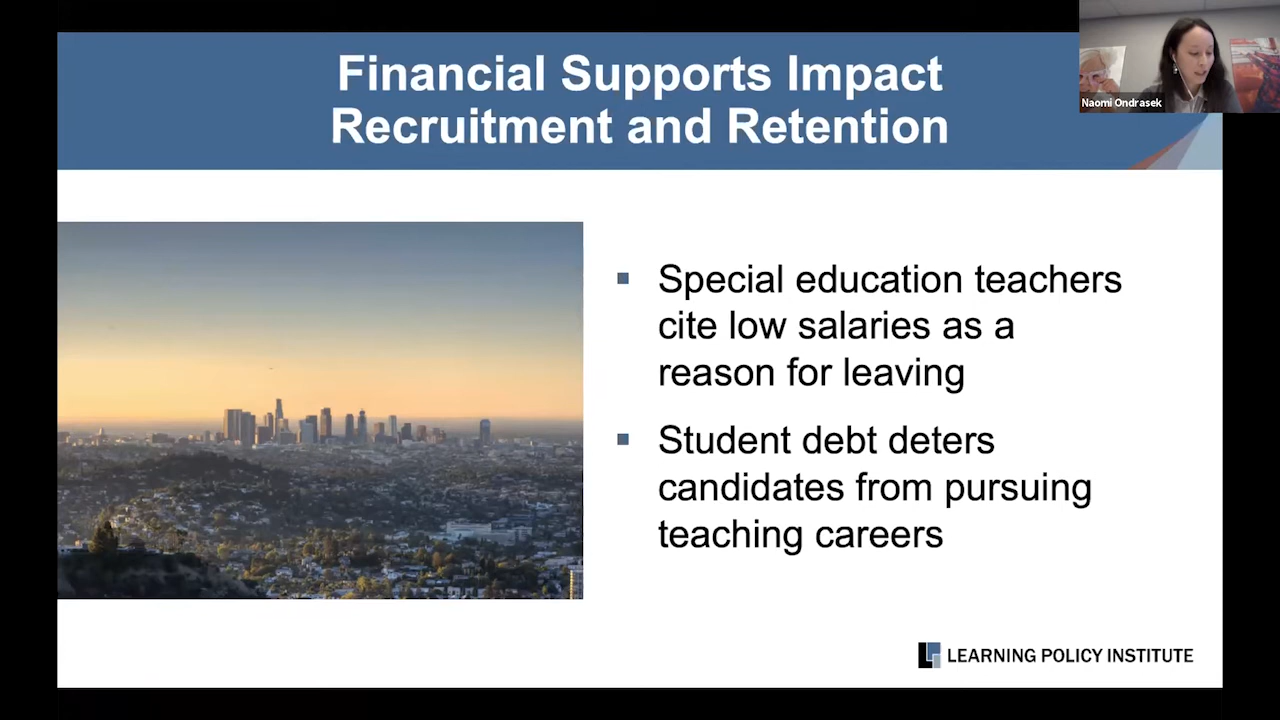 Financial Supports Impact
Recruitment and Retention
Naomi Ondrasek
Special education teachers
cite low salaries as a
reason for leaving
Student debt deters
candidates from pursuing
teaching careers
LEARNING POLICY INSTITUTE